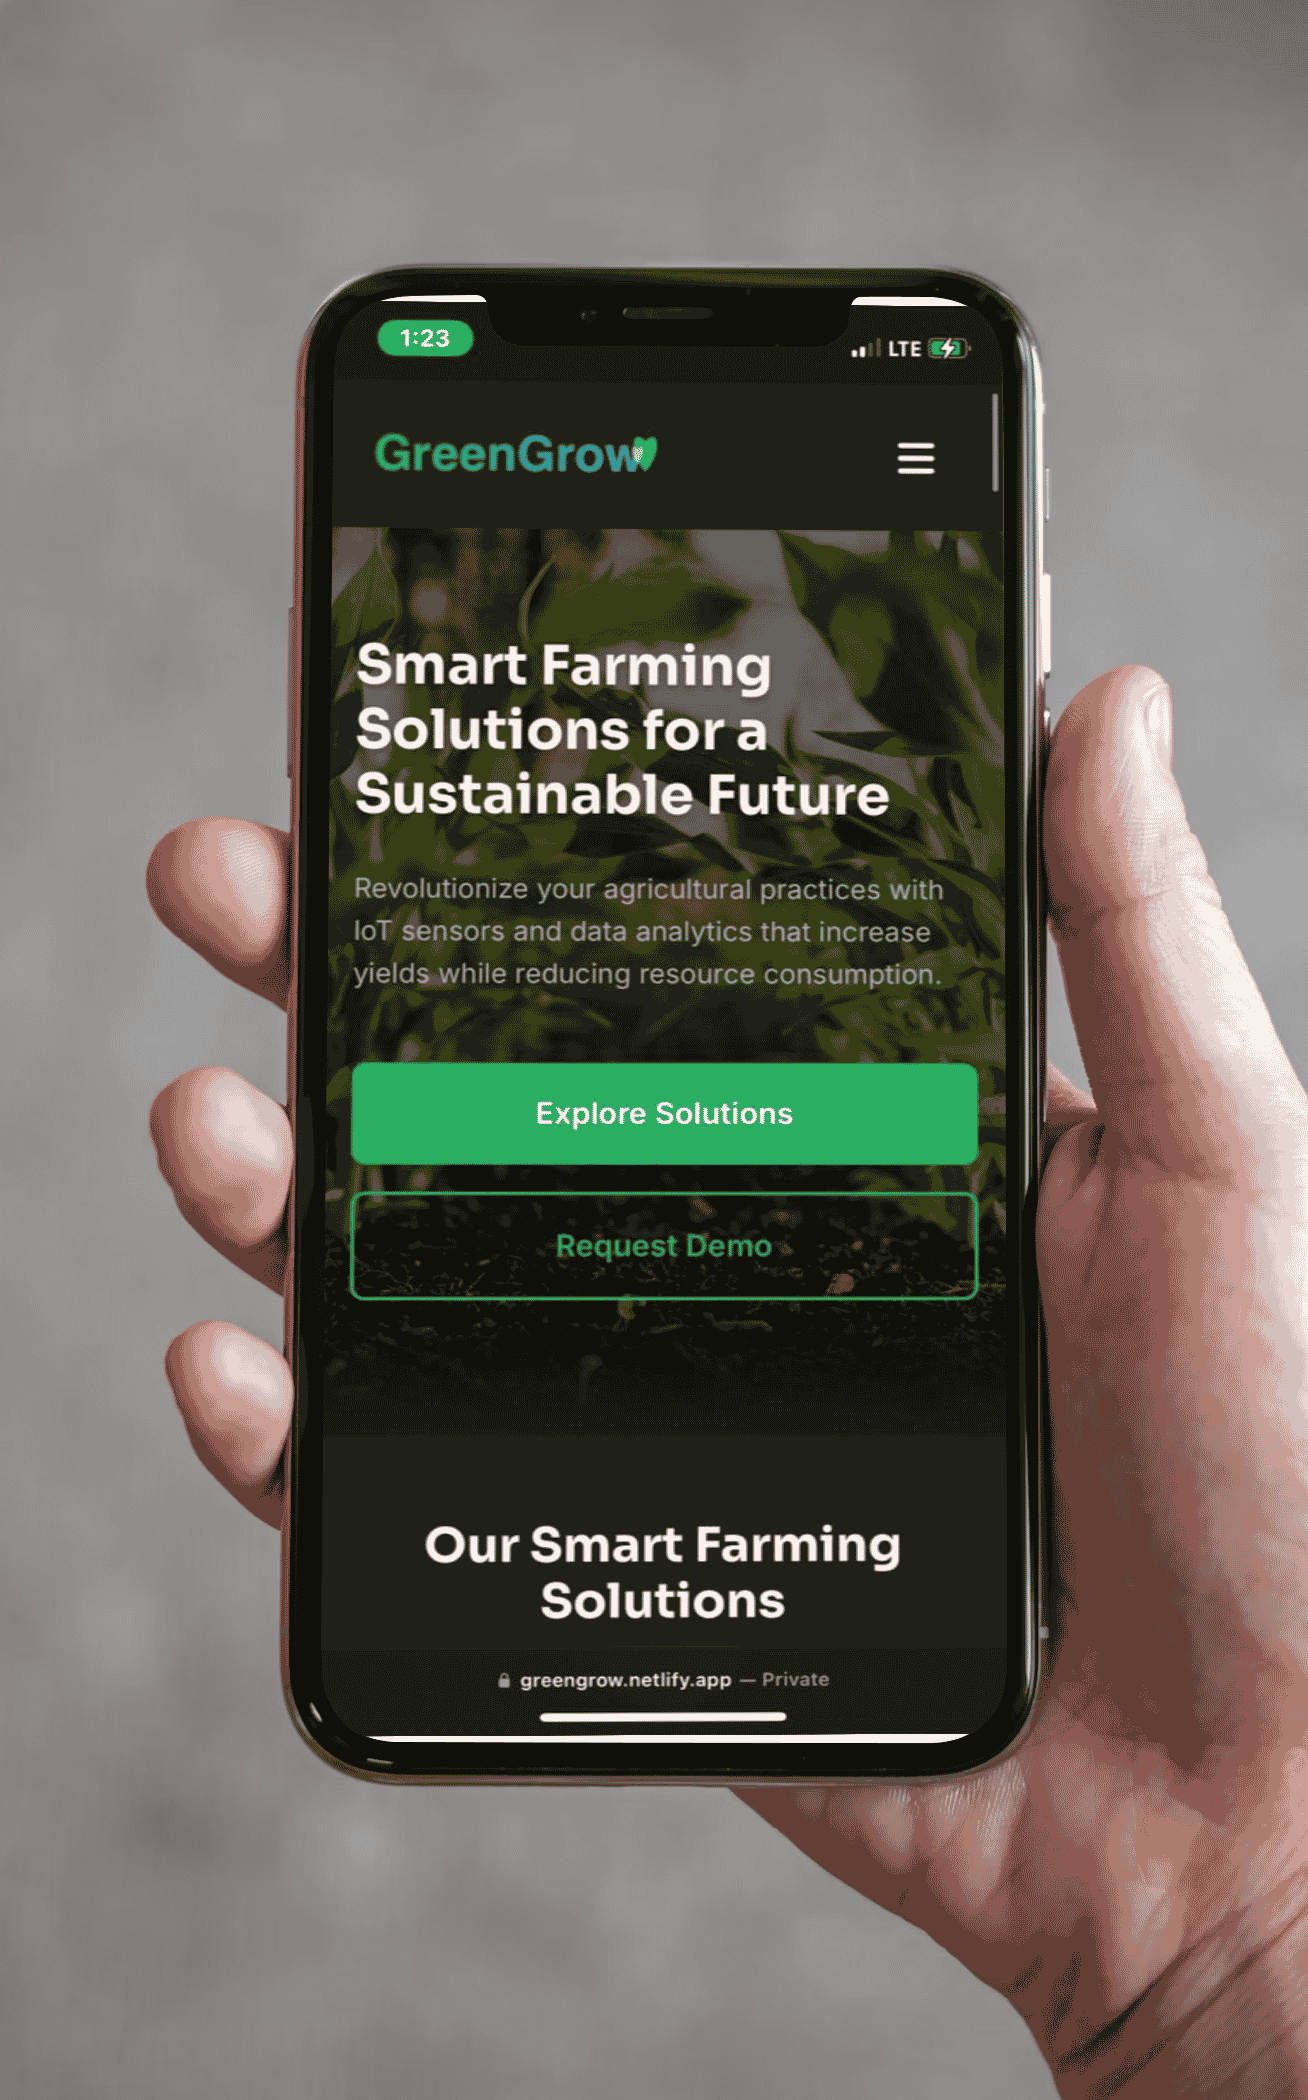 1:23
LTE
GreenGrow
Smart Farming
Solutions for a
Sustainable Future
Revolutionize your agricultural practices with
IoT sensors and data analytics that increase
yields while reducing resource consumption.
Explore Solutions
Request Demo
Our Smart Farming
Solutions
greengrow.netlify.app — Private